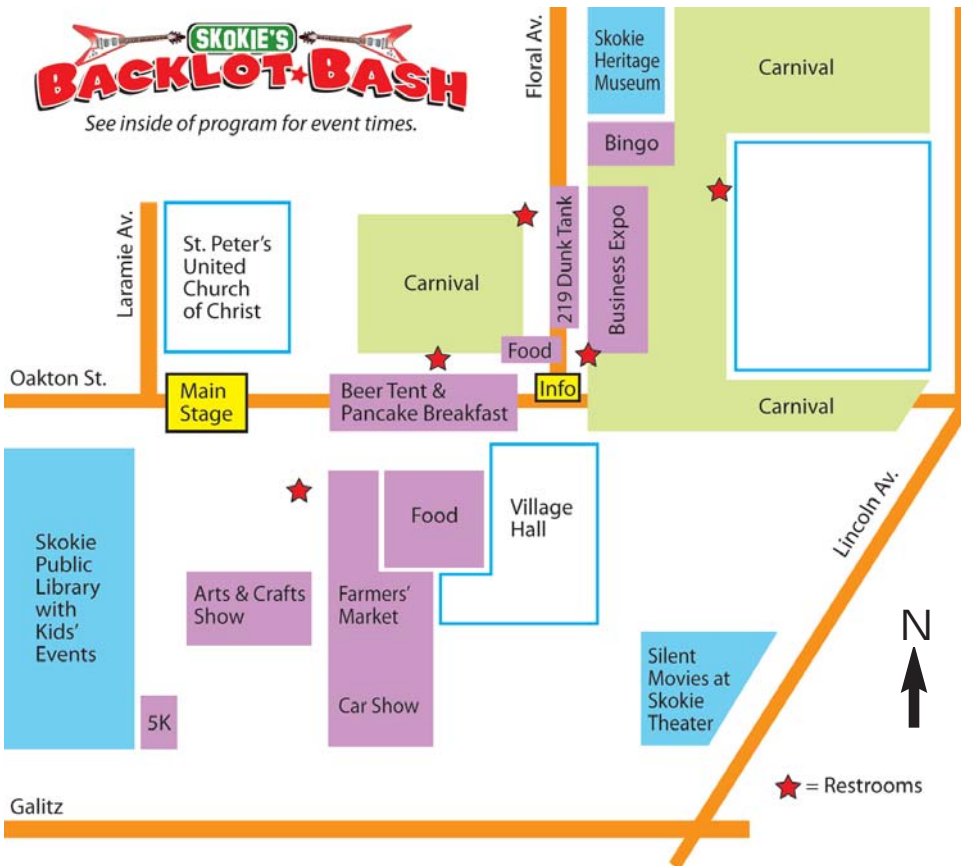 SKOKIE'S
BACKLOT BASH
See inside of program for event times.
Floral Av.
Skokie
Heritage
Museum
Carnival
Bingo
Laramie Av.
St. Peter's
United
Church
of Christ
Carnival
219 Dunk Tank
Business Expo
Food
Oakton St.
Main
Stage
Beer Tent &
Pancake Breakfast
Info
Carnival
Lincoln Av.
Skokie
Public
Library
with
Kids'
Events
Food
Village
Hall
Arts & Crafts
Show
Farmers'
Market
Car Show
5K
Silent
Movies at
Skokie
Theater
N
= Restrooms
Galitz